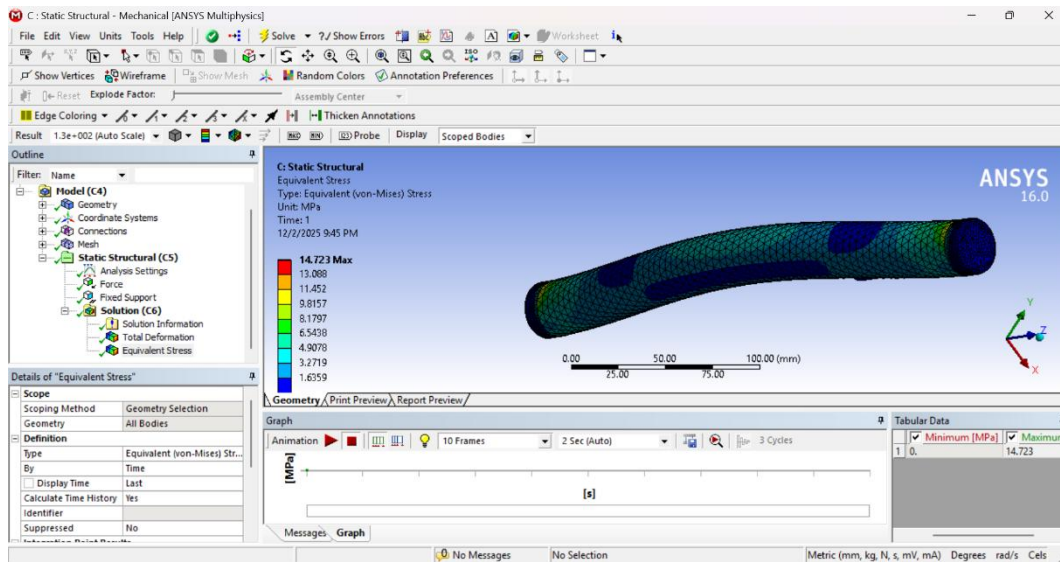 C : Static Structural - Mechanical [ANSYS Multiphysics]
File Edit View Units Tools Help Solve ?./ Show Errors Worksheet
Show Vertices Wireframe Show Mesh Random Colors Annotation Preferences
Reset Explode Factor: Assembly Center
Edge Coloring Thicken Annotations
Result 1.3e+002 (Auto Scale) Probe Display Scoped Bodies
Outline
Filter: Name
Model (C4)
Geometry
Coordinate Systems
Connections
Mesh
Static Structural (C5)
Analysis Settings
Force
Fixed Support
Solution (C6)
Solution Information
Total Deformation
Equivalent Stress
Details of "Equivalent Stress"
Scope
Scoping Method Geometry Selection
Geometry All Bodies
Definition
Type Equivalent (von-Mises) Str...
By Time
Display Time Last
Calculate Time History Yes
Identifier
Suppressed No
Integration Point Results
C: Static Structural
Equivalent Stress
Type: Equivalent (von-Mises) Stress
Unit: MPa
Time: 1
12/2/2025 9:45 PM
14.723 Max
13.088
11.452
9.8157
8.1797
6.5438
4.9078
3.2719
1.6359
ANSYS
16.0
Y
Z
X
0.00 50.00 100.00 (mm)
25.00 75.00
Geometry Print Preview Report Preview
Graph
Animation 10 Frames 2 Sec (Auto) 3 Cycles
[MPa]
[s]
Messages Graph
Tabular Data
Minimum [MPa] Maximum
1 0. 14.723
0 No Messages No Selection Metric (mm, kg, N, s, mV, mA) Degrees rad/s Cels